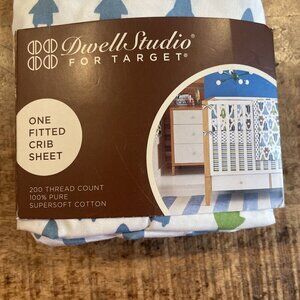 DwellStudio®
FOR TARGET®
ONE
FITTED
CRIB
SHEET
200 THREAD COUNT
100% PURE
SUPERSOFT COTTON